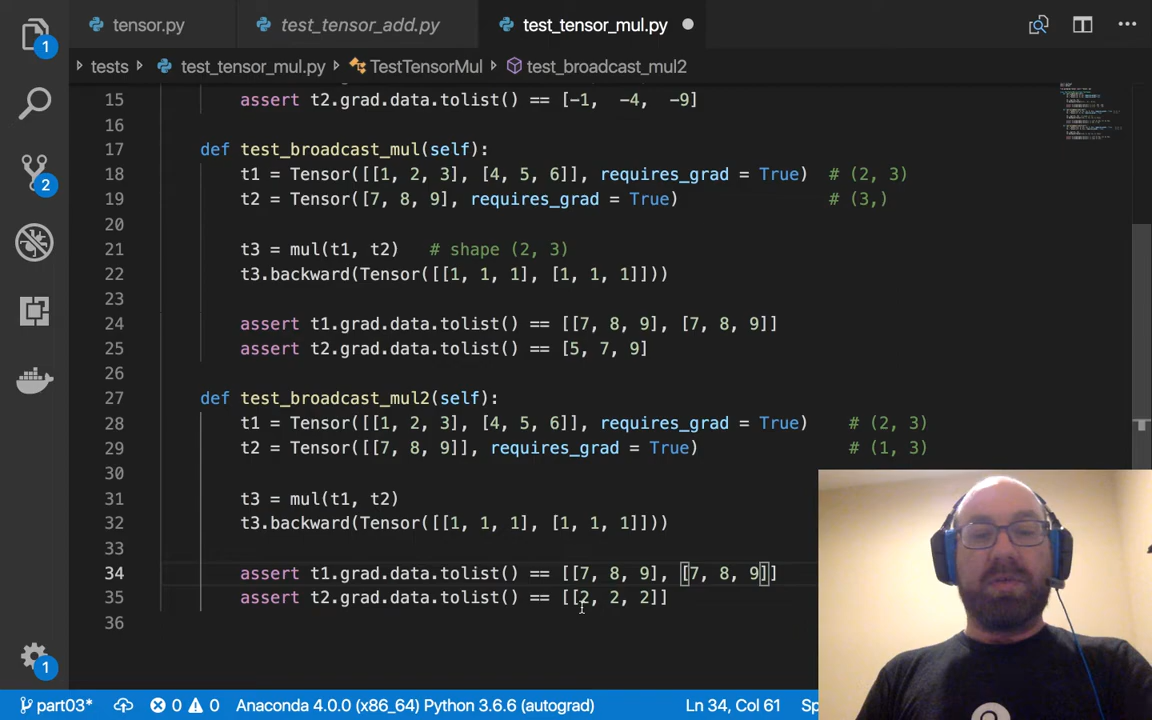 1
tensor.py
test_tensor_add.py
test_tensor_mul.py
tests
test_tensor_mul.py
TestTensorMul
test_broadcast_mul2
15 assert t2.grad.data.tolist() == [-1, -4, -9]
16
17 def test_broadcast_mul(self):
18 t1 = Tensor([[1, 2, 3], [4, 5, 6]], requires_grad = True) # (2, 3)
19 t2 = Tensor([7, 8, 9], requires_grad = True) # (3,)
20
21 t3 = mul(t1, t2) # shape (2, 3)
22 t3.backward(Tensor([[1, 1, 1], [1, 1, 1]]))
23
24 assert t1.grad.data.tolist() == [[7, 8, 9], [7, 8, 9]]
25 assert t2.grad.data.tolist() == [5, 7, 9]
26
27 def test_broadcast_mul2(self):
28 t1 = Tensor([[1, 2, 3], [4, 5, 6]], requires_grad = True) # (2, 3)
29 t2 = Tensor([[7, 8, 9]], requires_grad = True) # (1, 3)
30
31 t3 = mul(t1, t2)
32 t3.backward(Tensor([[1, 1, 1], [1, 1, 1]]))
33
34 assert t1.grad.data.tolist() == [[7, 8, 9], [7, 8, 9]]
35 assert t2.grad.data.tolist() == [[2, 2, 2]]
36
2
1
part03* 0 0 Anaconda 4.0.0 (x86_64) Python 3.6.6 (autograd) Ln 34, Col 61